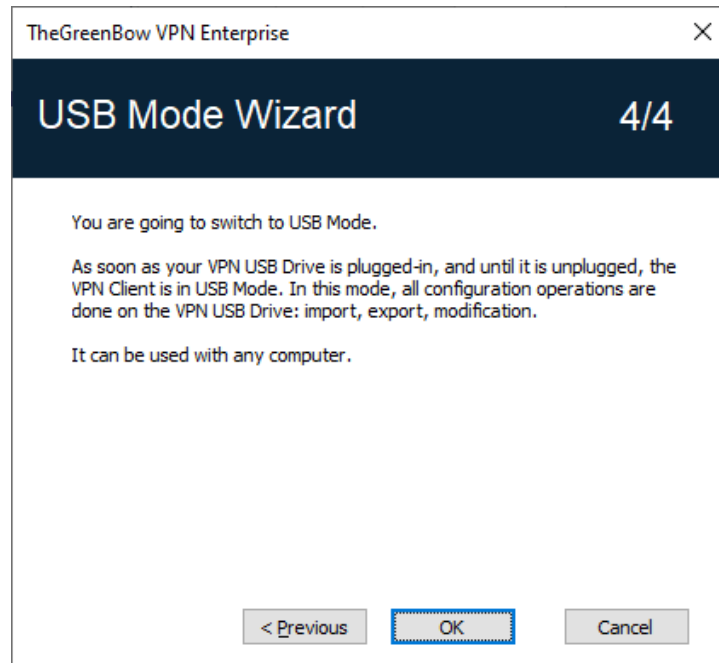 TheGreenBow VPN Enterprise
USB Mode Wizard 4/4
You are going to switch to USB Mode.
As soon as your VPN USB Drive is plugged-in, and until it is unplugged, the
VPN Client is in USB Mode. In this mode, all configuration operations are
done on the VPN USB Drive: import, export, modification.
It can be used with any computer.
< Previous OK Cancel